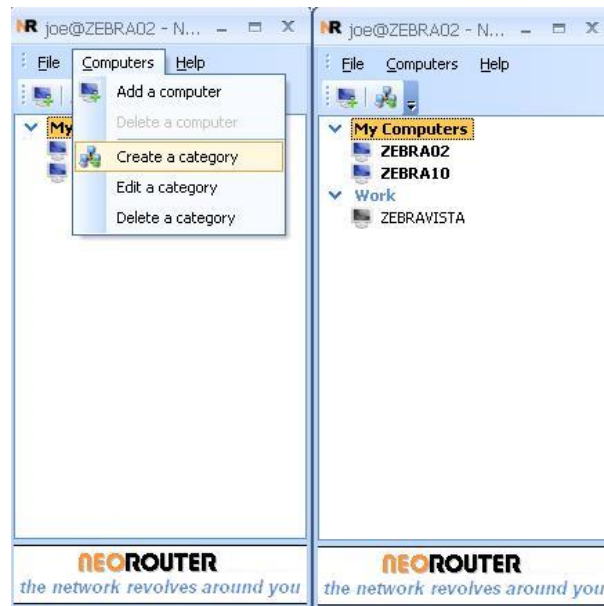 NR joe@ZEBRA02 - N...
File Computers Help
Add a computer
Delete a computer
Create a category
Edit a category
Delete a category
My
NEOROUTER
the network revolves around you
NR joe@ZEBRA02 - N...
File Computers Help
My Computers
ZEBRA02
ZEBRA10
Work
ZEBRAVISTA
NEOROUTER
the network revolves around you